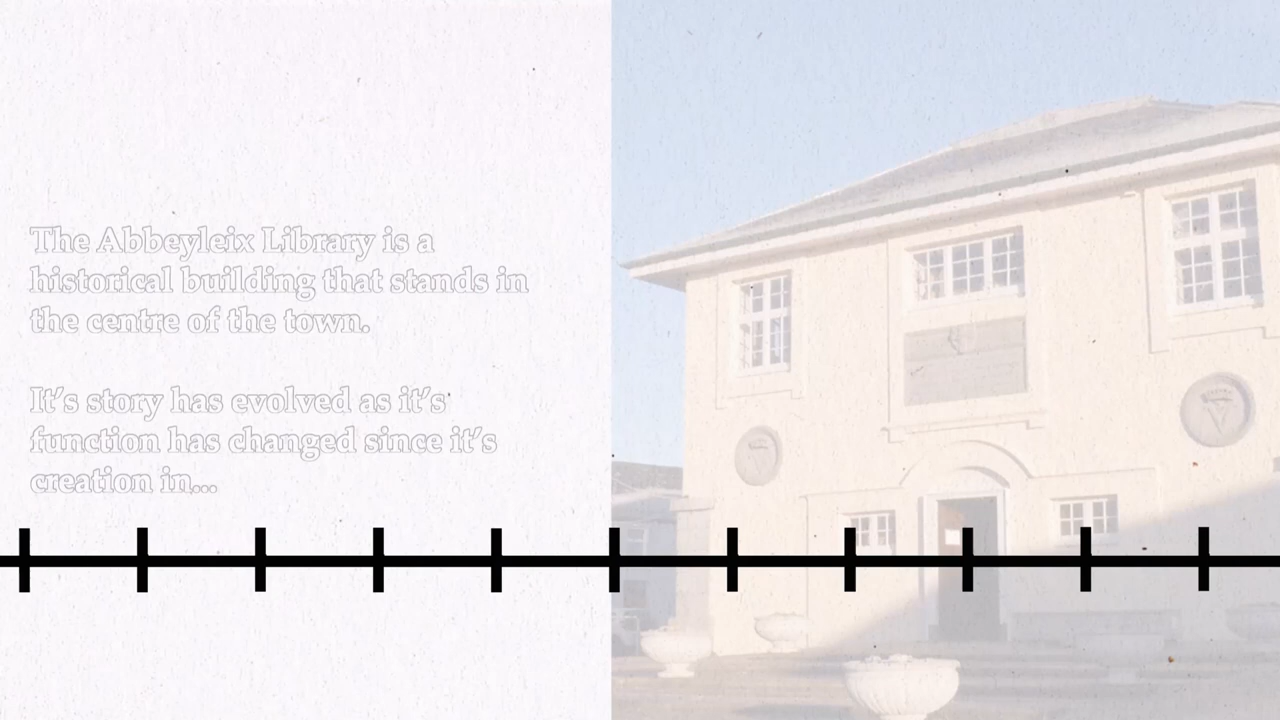 The Abbeyleix Library is a
historical building that stands in
the centre of the town.
It's story has evolved as it's
function has changed since it's
creation in...